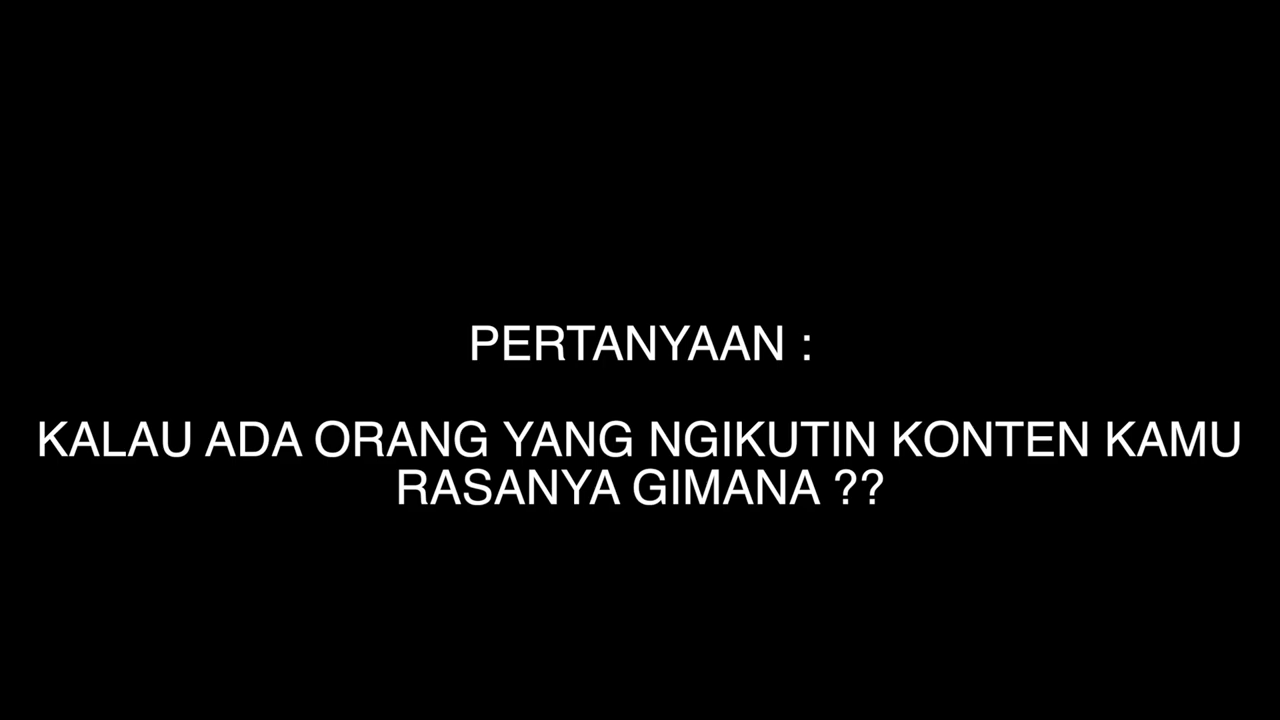 PERTANYAAN :
KALAU ADA ORANG YANG NGIKUTIN KONTEN KAMU
RASANYA GIMANA ??